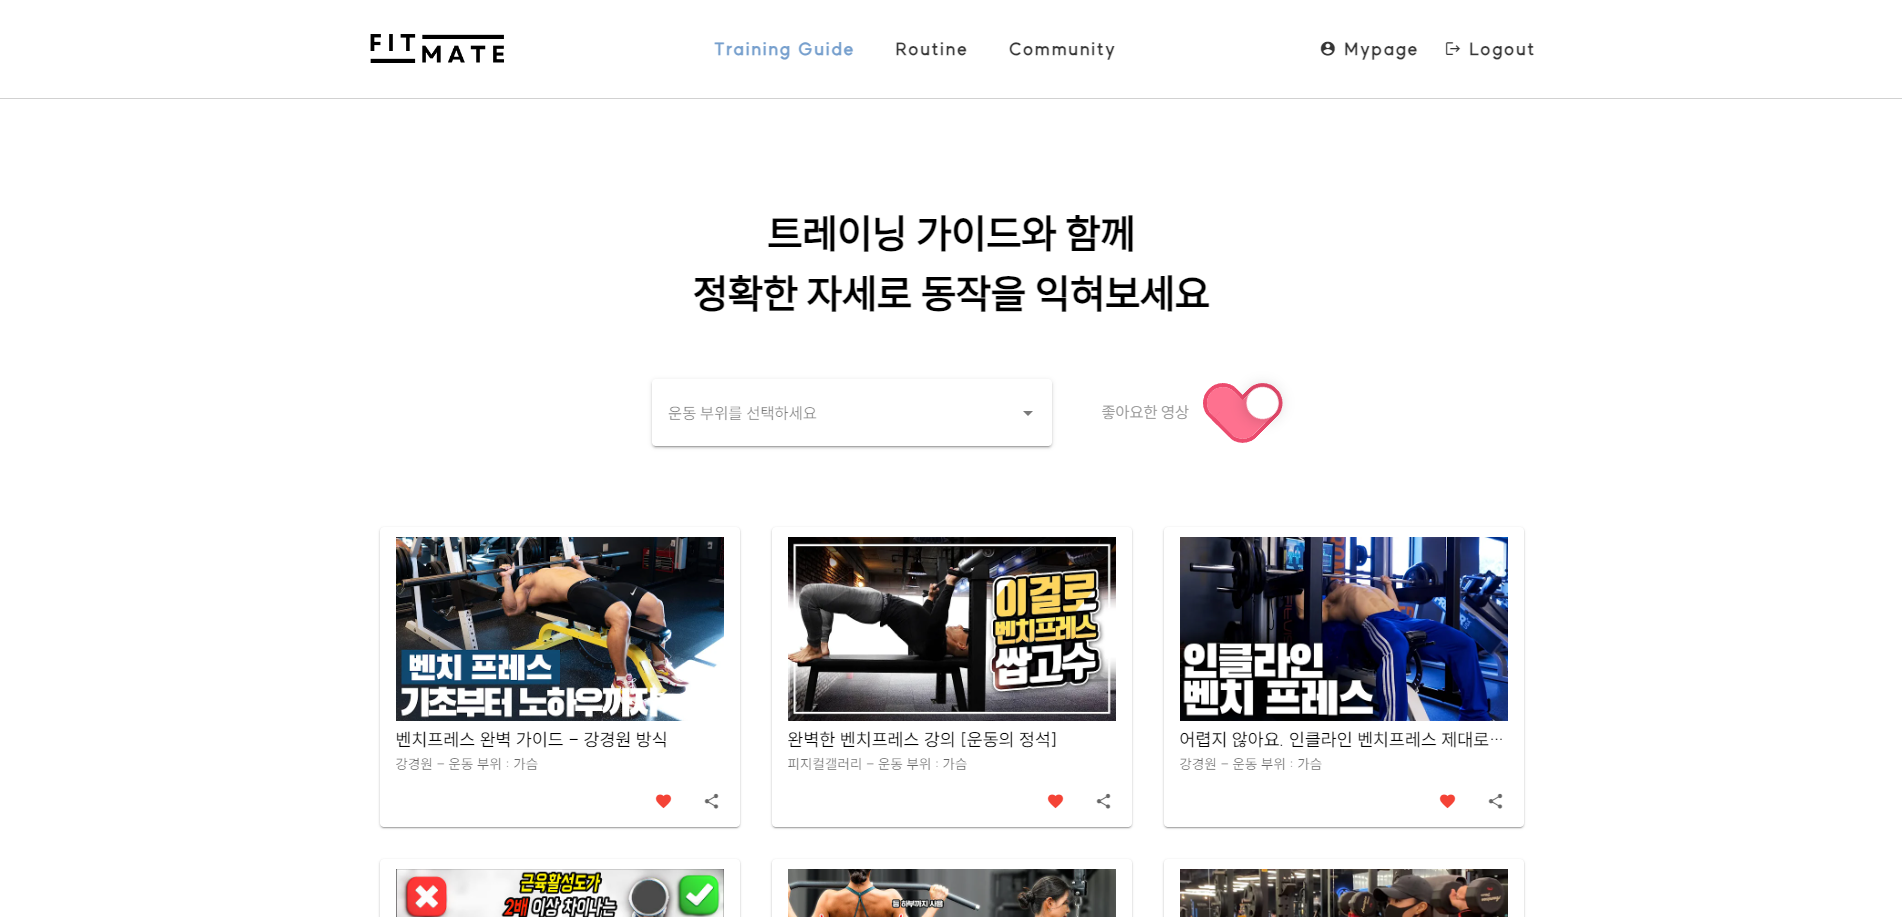 FIT MATE
Training Guide
Routine
Community
Mypage
Logout
트레이닝 가이드와 함께
정확한 자세로 동작을 익혀보세요
운동 부위를 선택하세요
좋아요한 영상
벤치 프레스
기초부터 노하우까지
이걸로
벤치프레스
쌉고수
인클라인
벤치 프레스
벤치프레스 완벽 가이드 - 강경원 방식
강경원 - 운동 부위 : 가슴
완벽한 벤치프레스 강의 [운동의 정석]
피지컬갤러리 - 운동 부위 : 가슴
어렵지 않아요. 인클라인 벤치프레스 제대로…
강경원 - 운동 부위 : 가슴
근육활성도가
2배 이상 차이나는
등 하부까지 사용